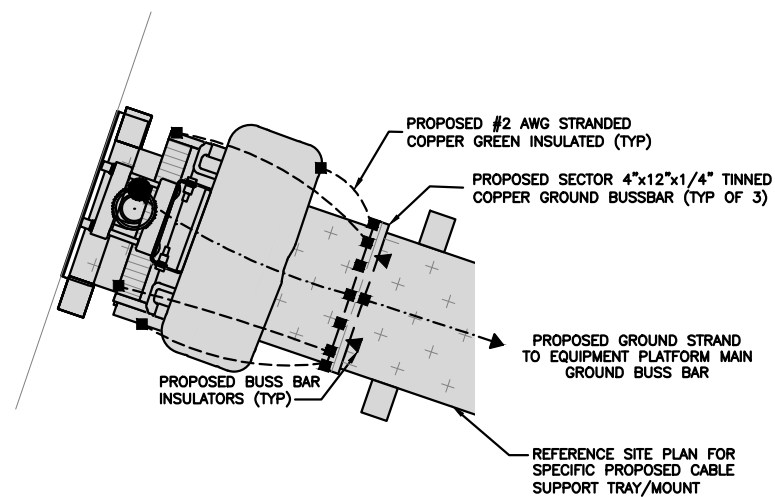 PROPOSED #2 AWG STRANDED
COPPER GREEN INSULATED (TYP)
PROPOSED SECTOR 4"x12"x1/4" TINNED
COPPER GROUND BUSSBAR (TYP OF 3)
PROPOSED GROUND STRAND
TO EQUIPMENT PLATFORM MAIN
GROUND BUSS BAR
PROPOSED BUSS BAR
INSULATORS (TYP)
REFERENCE SITE PLAN FOR
SPECIFIC PROPOSED CABLE
SUPPORT TRAY/MOUNT